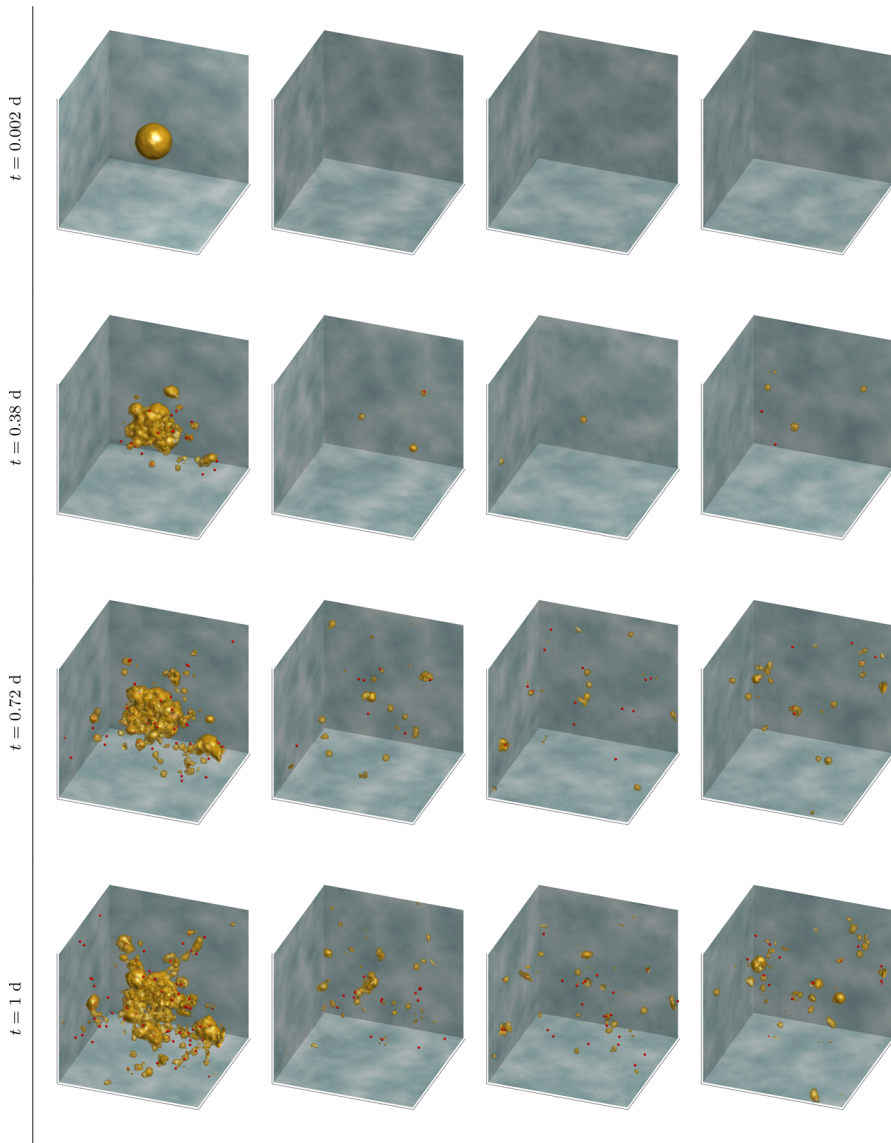 t = 0.002 d
t = 0.38 d
t = 0.72 d
t = 1 d